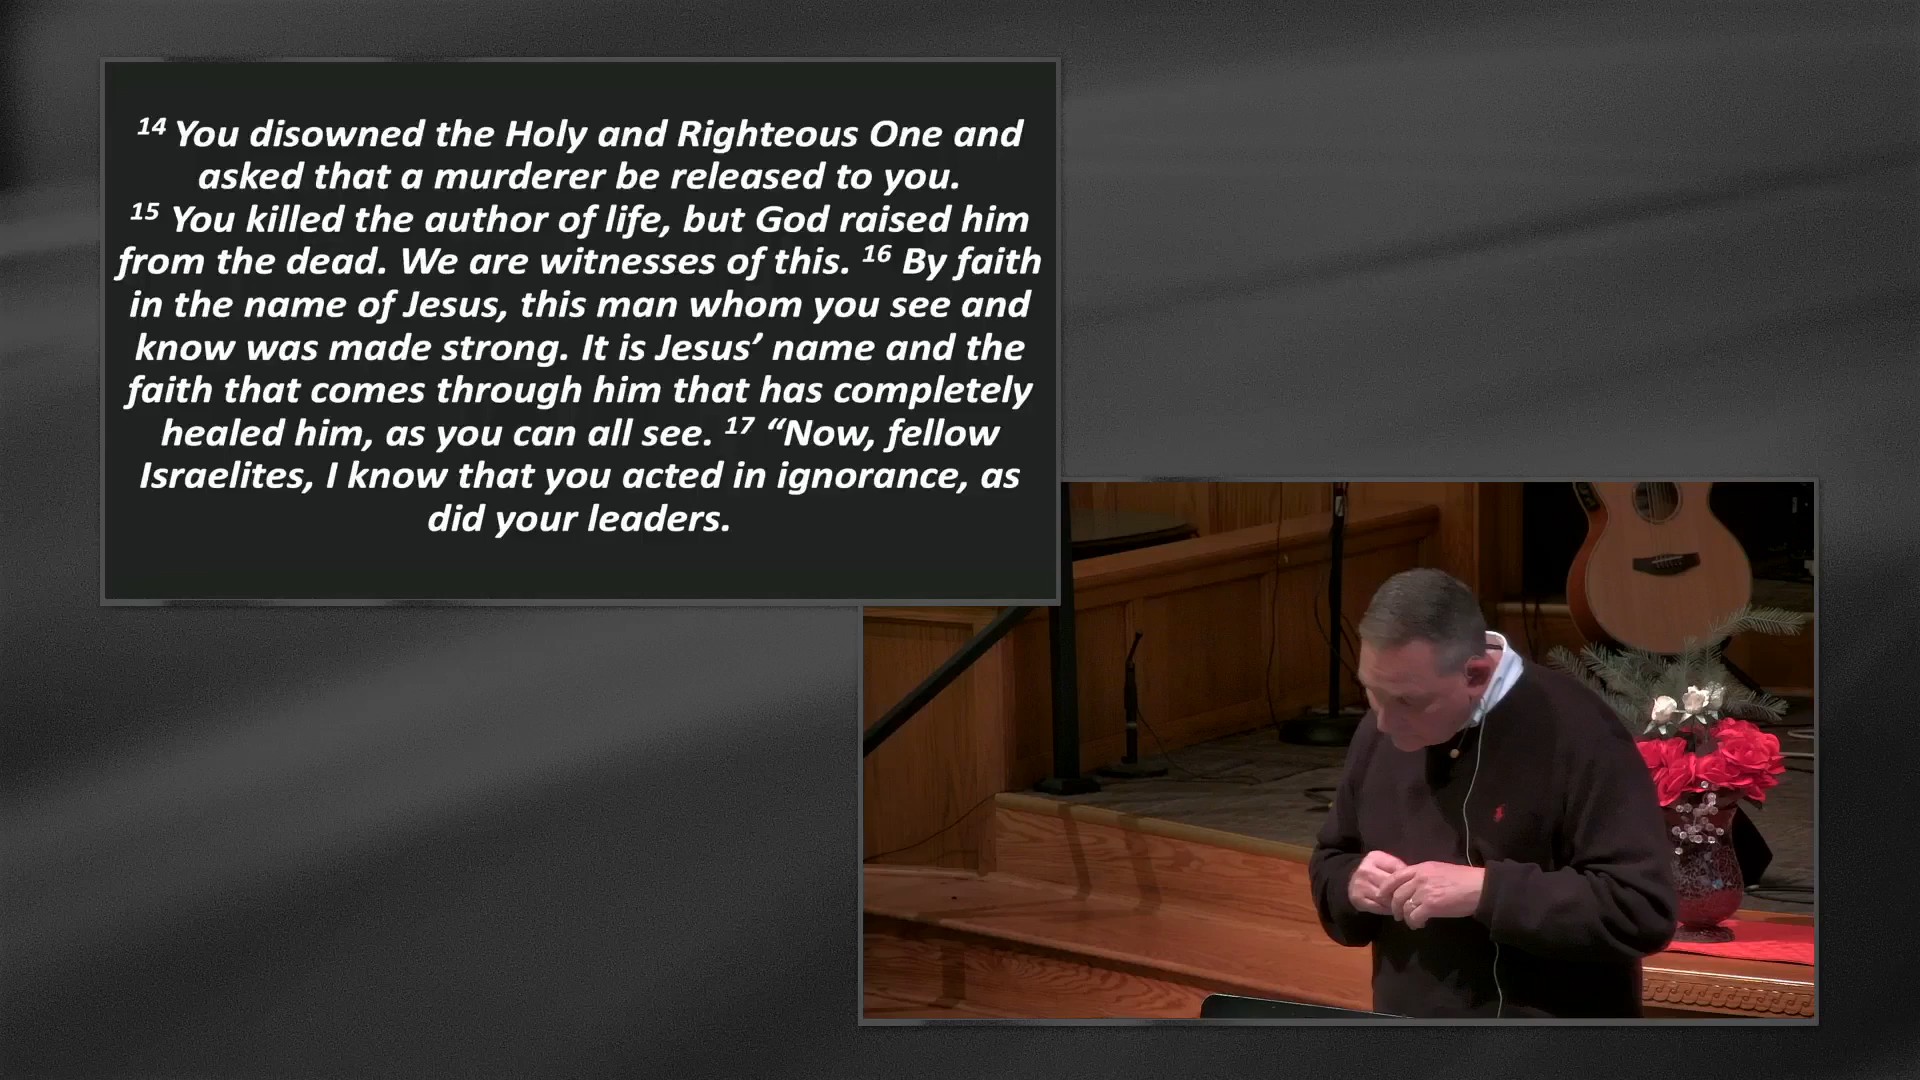 14 You disowned the Holy and Righteous One and
asked that a murderer be released to you.
15 You killed the author of life, but God raised him
from the dead. We are witnesses of this. 16 By faith
in the name of Jesus, this man whom you see and
know was made strong. It is Jesus’ name and the
faith that comes through him that has completely
healed him, as you can all see. 17 “Now, fellow
Israelites, I know that you acted in ignorance, as
did your leaders.